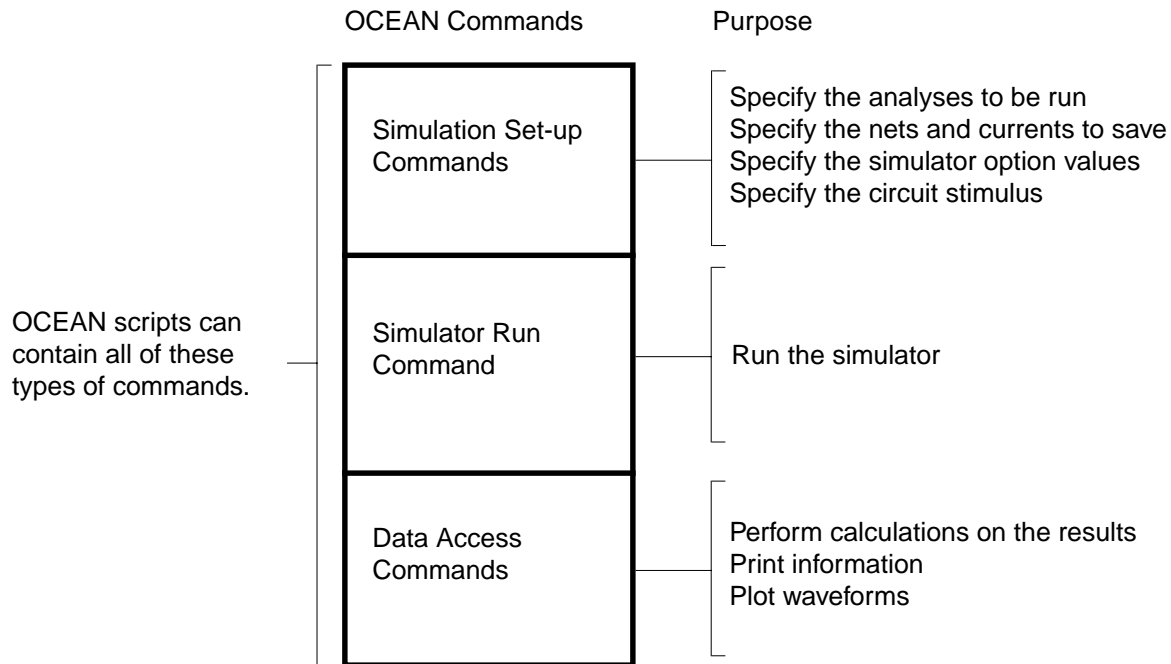 OCEAN Commands
Purpose
Simulation Set-up
Commands
Specify the analyses to be run
Specify the nets and currents to save
Specify the simulator option values
Specify the circuit stimulus
OCEAN scripts can
contain all of these
types of commands.
Simulator Run
Command
Run the simulator
Data Access
Commands
Perform calculations on the results
Print information
Plot waveforms